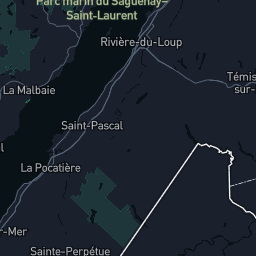 Parc marin du Saguenay–
Saint-Laurent
Rivière-du-Loup
Témis
sur-
La Malbaie
Saint-Pascal
La Pocatière
r-Mer
Sainte-Perpétue